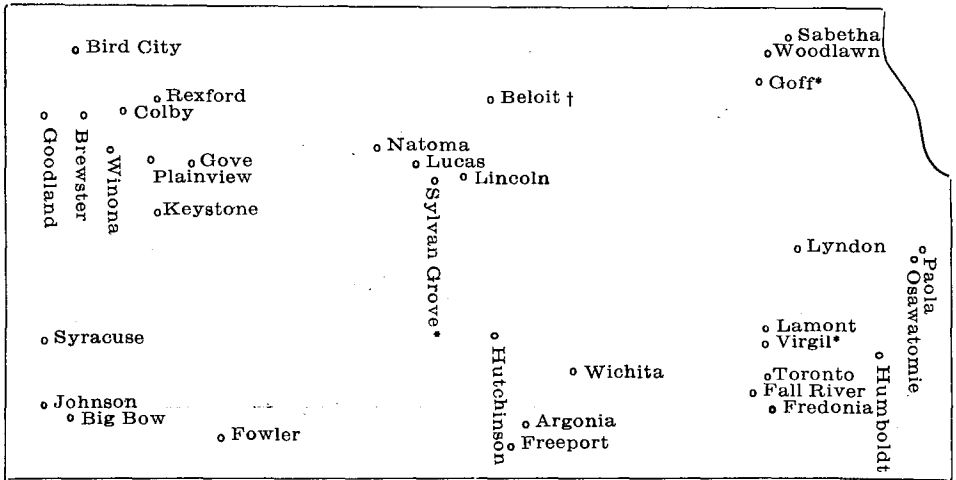 Sabetha
Bird City
Woodlawn
Goff*
Rexford
Beloit †
Colby
Goodland
Brewster
Winona
Natoma
Gove
Lucas
Plainview
Lincoln
Sylvan Grove*
Keystone
Lyndon
Paola
Osawatomie
Lamont
Syracuse
Virgil*
Hutchinson
Humboldt
Wichita
Toronto
Fall River
Johnson
Fredonia
Big Bow
Argonia
Fowler
Freeport